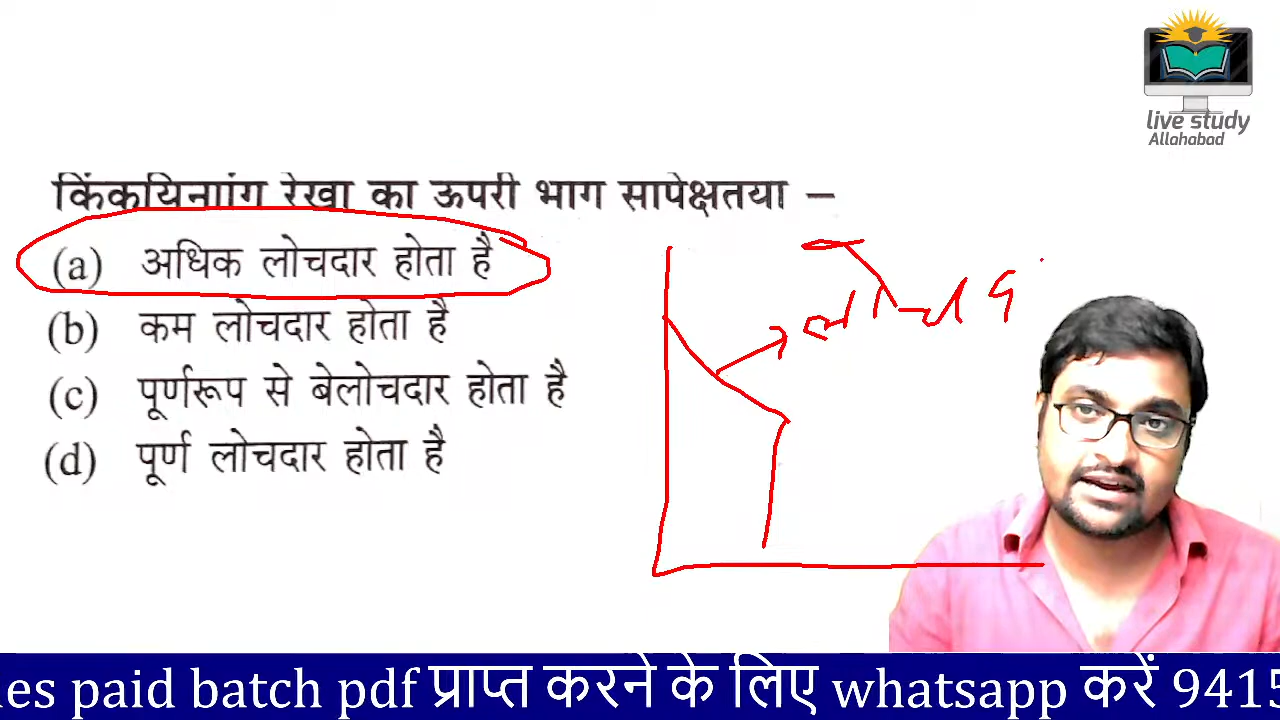 live study
Allahabad
किंकयिनाांग रेखा का ऊपरी भाग सापेक्षतया –
(a) अधिक लोचदार होता है
(b) कम लोचदार होता है
(c) पूर्णरूप से बेलोचदार होता है
(d) पूर्ण लोचदार होता है
es paid batch pdf प्राप्त करने के लिए whatsapp करें 9415